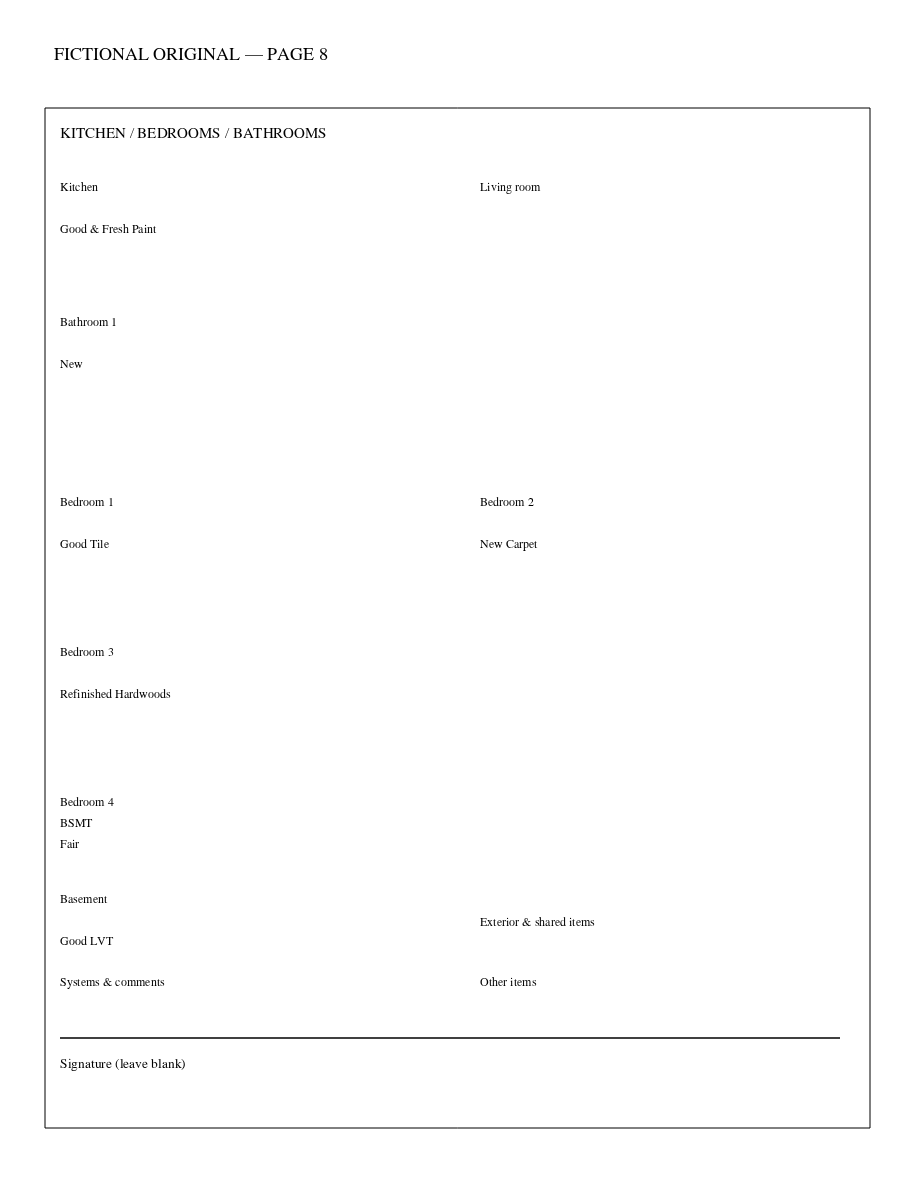 FICTIONAL ORIGINAL — PAGE 8
KITCHEN / BEDROOMS / BATHROOMS
Kitchen
Living room
Good & Fresh Paint
Bathroom 1
New
Bedroom 1
Bedroom 2
Good Tile
New Carpet
Bedroom 3
Refinished Hardwoods
Bedroom 4
BSMT
Fair
Basement
Exterior & shared items
Good LVT
Systems & comments
Other items
Signature (leave blank)